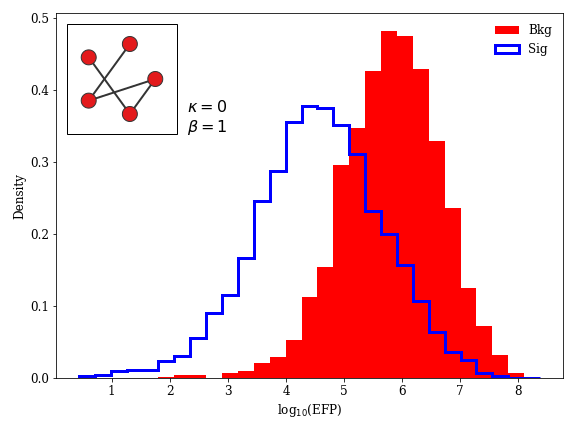 Bkg
Sig
κ = 0
β = 1
Density
0.5
0.4
0.3
0.2
0.1
0.0
1 2 3 4 5 6 7 8
log₁₀(EFP)